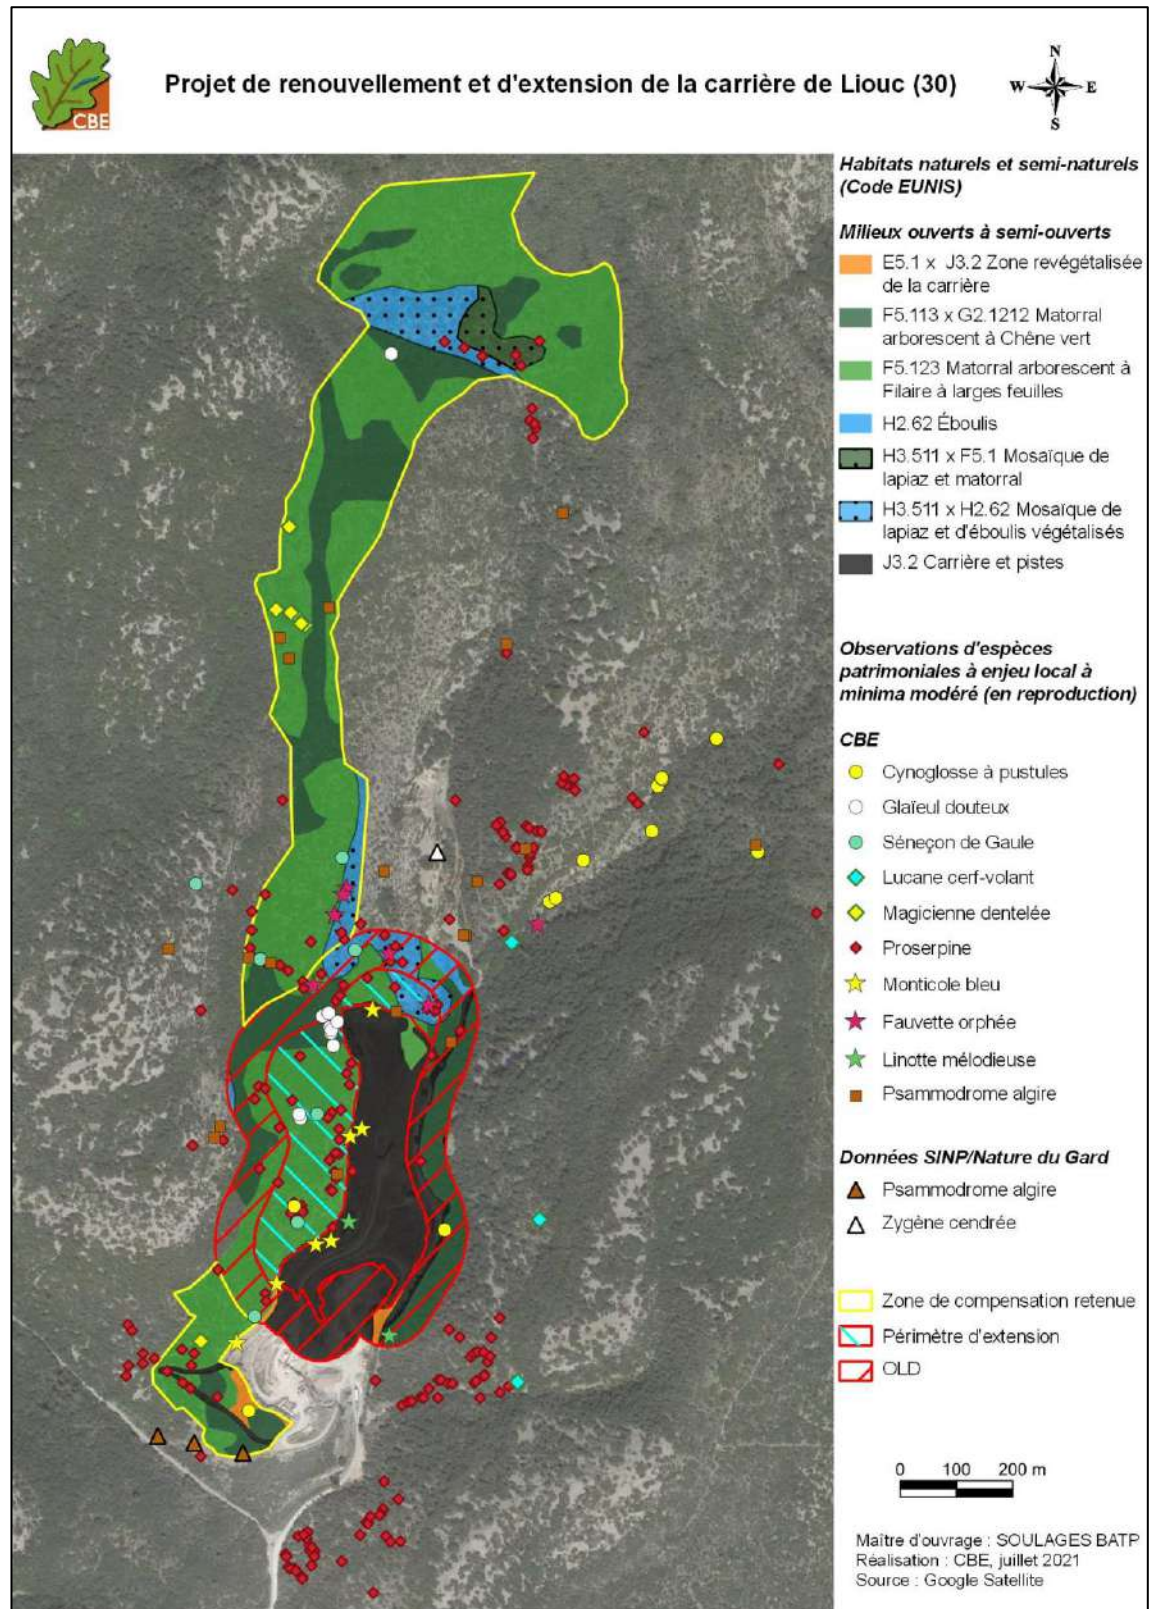 CBE
Projet de renouvellement et d'extension de la carrière de Liouc (30)
N
W
E
S
Habitats naturels et semi-naturels
(Code EUNIS)
Milieux ouverts à semi-ouverts
E5.1 x J3.2 Zone revégétalisée
de la carrière
F5.113 x G2.1212 Matorral
arborescent à Chêne vert
F5.123 Matorral arborescent à
Filaire à larges feuilles
H2.62 Éboulis
H3.511 x F5.1 Mosaïque de
lapiaz et matorral
H3.511 x H2.62 Mosaïque de
lapiaz et d'éboulis végétalisés
J3.2 Carrière et pistes
Observations d'espèces
patrimoniales à enjeu local à
minima modéré (en reproduction)
CBE
Cynoglosse à pustules
Glaïeul douteux
Séneçon de Gaule
Lucane cerf-volant
Magicienne dentelée
Proserpine
Monticole bleu
Fauvette orphée
Linotte mélodieuse
Psammodrome algire
Données SINP/Nature du Gard
Psammodrome algire
Zygène cendrée
Zone de compensation retenue
Périmètre d'extension
OLD
0 100 200 m
Maître d'ouvrage : SOULAGES BATP
Réalisation : CBE, juillet 2021
Source : Google Satellite